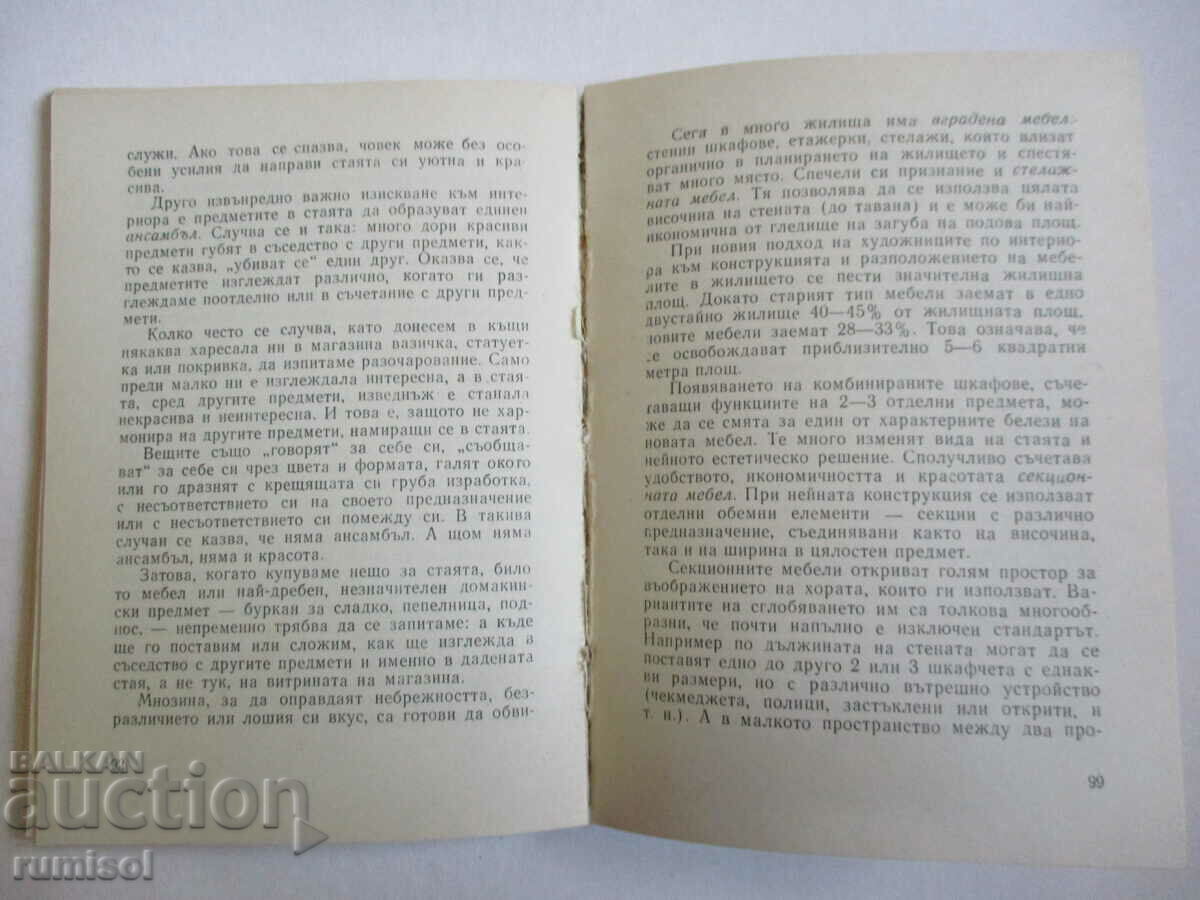 служи. Ако това се спазва, човек може без осо-
бени усилия да направи стаята си уютна и кра-
сива.
Друго извънредно важно изискване към инте-
риора е предметите в стаята да образуват единен
ансамбъл. Случва се и така: много дори красиви
предмети губят в съседство с други предмети, как-
то се казва, „убиват се“ един друг. Оказва се, че
предметите изглеждат различно, когато ги раз-
глеждаме поотделно или в съчетание с други пред-
мети.
Колко често се случва, като донесем в къщи
някаква харесала ни в магазина вазичка, статует-
ка или покривка, да изпитаме разочарование. Само
преди малко ни е изглеждала интересна, а в стая-
та, сред другите предмети, изведнъж е станала
некрасива и неинтересна. И това е, защото не хар-
монира на другите предмети, намиращи се в стаята.
Вещите също „говорят“ за себе си, „съобща-
ват“ за себе си чрез цвета и формата, галят окото
или го дразнят с крещящата си груба изработка,
с несъответствието си на своето предназначение
или с несъответствието си помежду си. В такива
случаи се казва, че няма ансамбъл. А щом няма
ансамбъл, няма и красота.
Затова, когато купуваме нещо за стаята, било
то мебел или най-дребен, незначителен домакин-
ски предмет — буркан за сладко, пепелница, под-
нос, — непременно трябва да се запитаме: а къде
ще го поставим или сложим, как ще изглежда в
съседство с другите предмети и именно в дадената
стая, а не тук, на витрината на магазина.
Мнозина, за да оправдаят небрежността, без-
различието или лошия си вкус, са готови да обви-
Сега в много жилища има вградена мебел:
стенни шкафове, етажерки, стелажи, които влизат
органично в планирането на жилището и спестя-
ват много място. Спечели си признание и стелаж-
ната мебел. Тя позволява да се използва цялата
височина на стената (до тавана) и е може би най-
икономична от гледище на загуба на подова площ.
При новия подход на художниците по интерио-
ра към конструкцията и разположението на мебе-
лите в жилището се пести значителна жилищна
площ. Докато старият тип мебели заемат в едно
двустайно жилище 40—45% от жилищната площ,
новите мебели заемат 28—33%. Това означава, че
се освобождават приблизително 5—6 квадратни
метра площ.
Появяването на комбинираните шкафове, съче-
таващи функциите на 2—3 отделни предмета, може
да се смята за един от характерните белези на
новата мебел. Те много изменят вида на стаята и
нейното естетическо решение. Сполучливо съчетава
удобството, икономичността и красотата секцион-
ната мебел. При нейната конструкция се използват
отделни обемни елементи — секции с различно
предназначение, съединявани както на височина,
така и на ширина в цялостен предмет.
Секционните мебели откриват голям простор за
въображението на хората, които ги използват. Ва-
риантите на сглобяването им са толкова многооб-
разни, че почти напълно е изключен стандартът.
Например по дължината на стената могат да се
поставят едно до друго 2 или 3 шкафчета с еднак-
ви размери, но с различно вътрешно устройство
(чекмеджета, полици, застъклени или открити, и
т. н.). А в малкото пространство между два про-
99
BALKAN
auction
rumisol